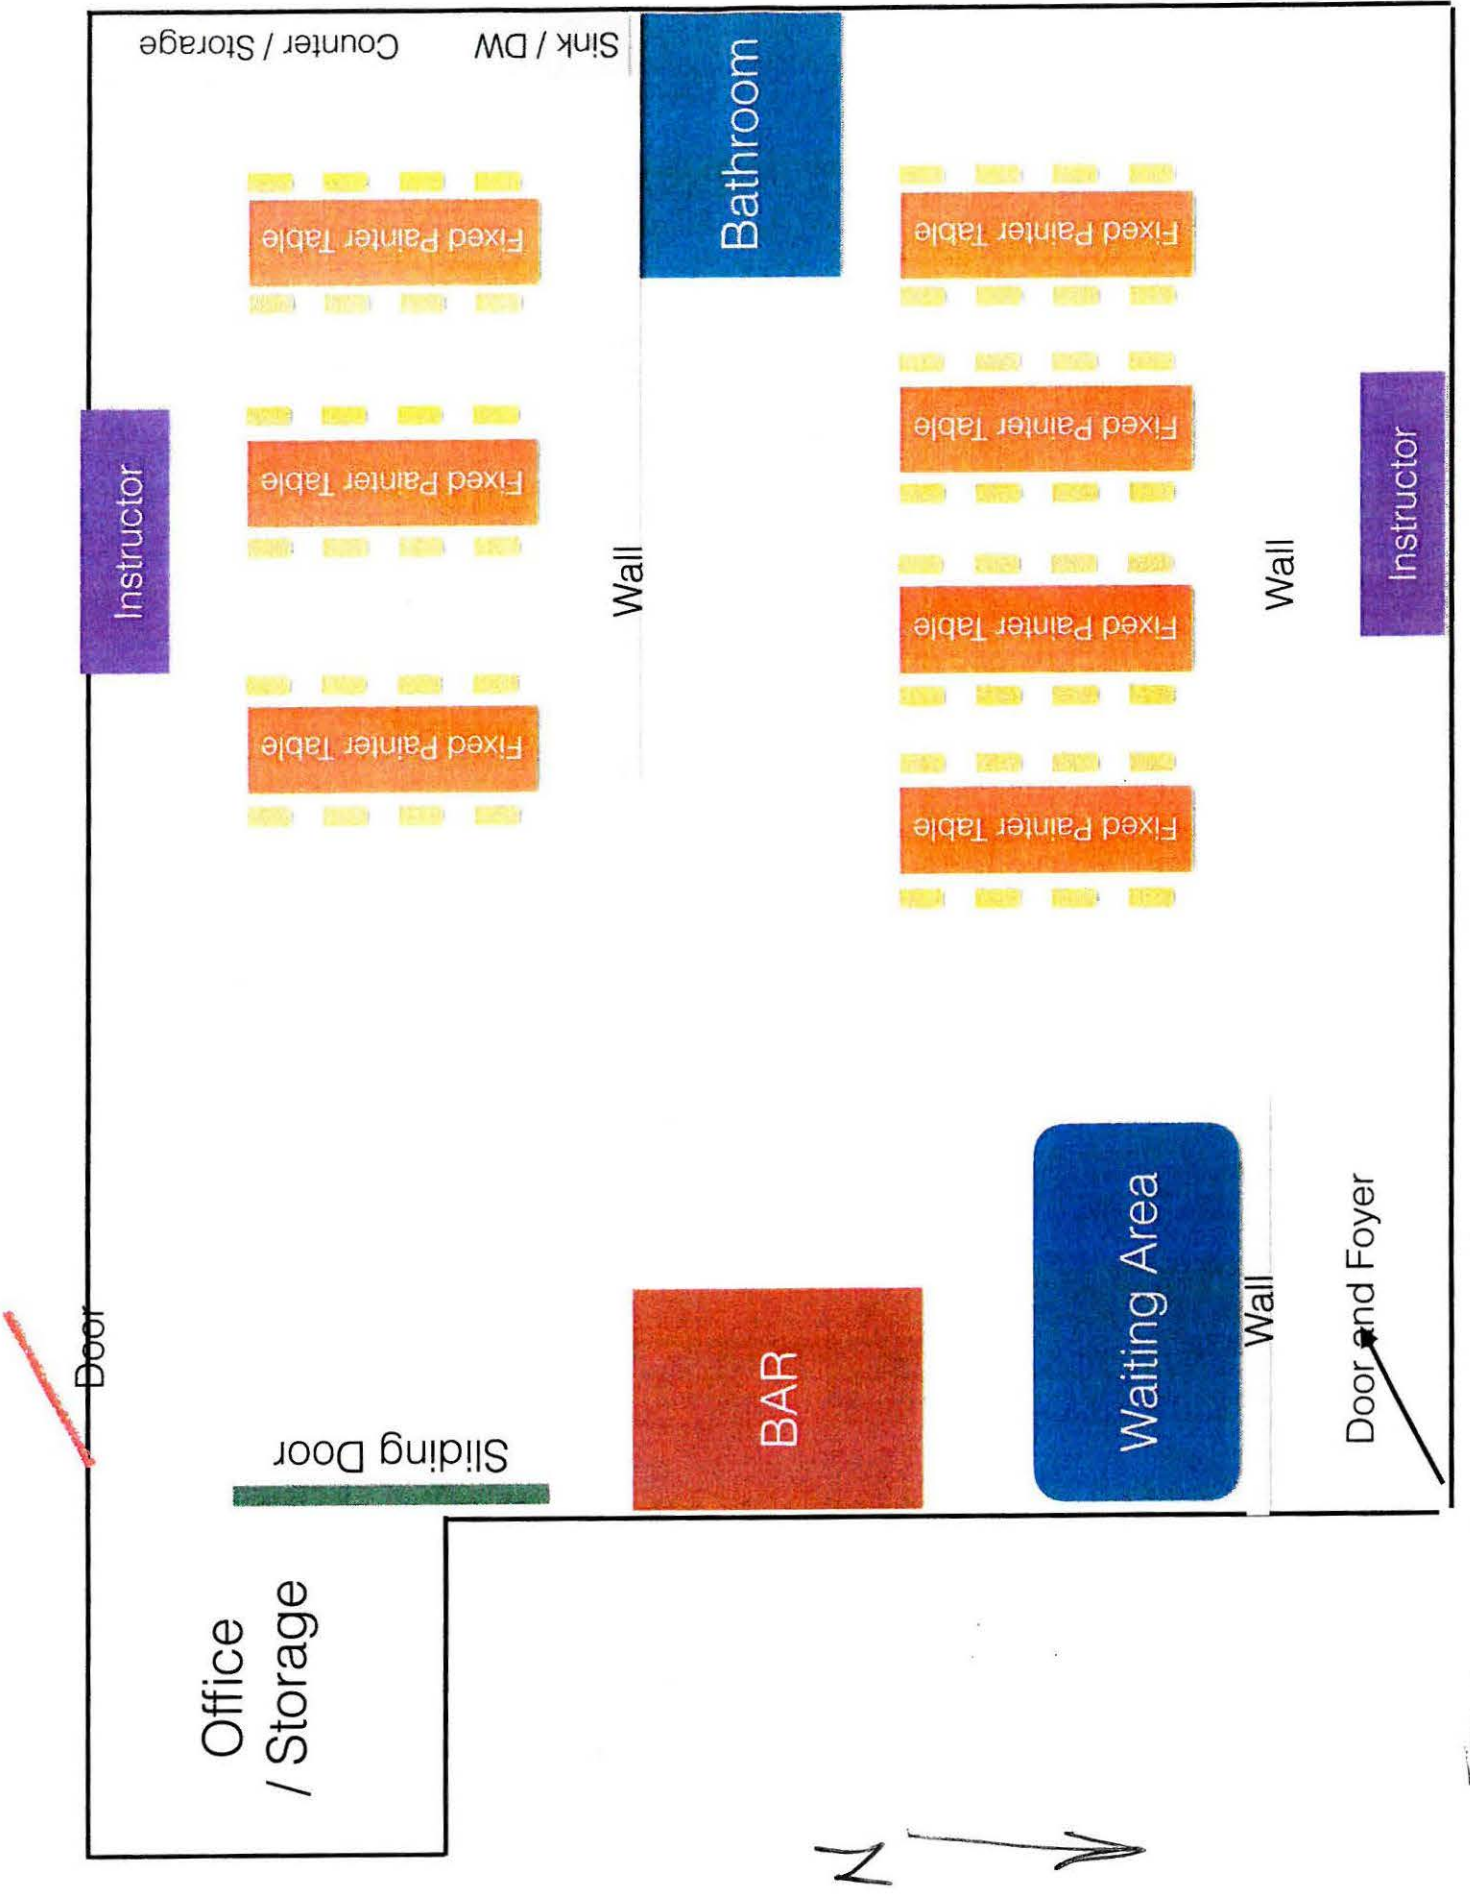 Counter / Storage
Sink / DW
Bathroom
Fixed Painter Table
Fixed Painter Table
Fixed Painter Table
Fixed Painter Table
Fixed Painter Table
Fixed Painter Table
Fixed Painter Table
Instructor
Instructor
Wall
Wall
Door
Sliding Door
BAR
Waiting Area
Wall
Door and Foyer
Office
/ Storage
N